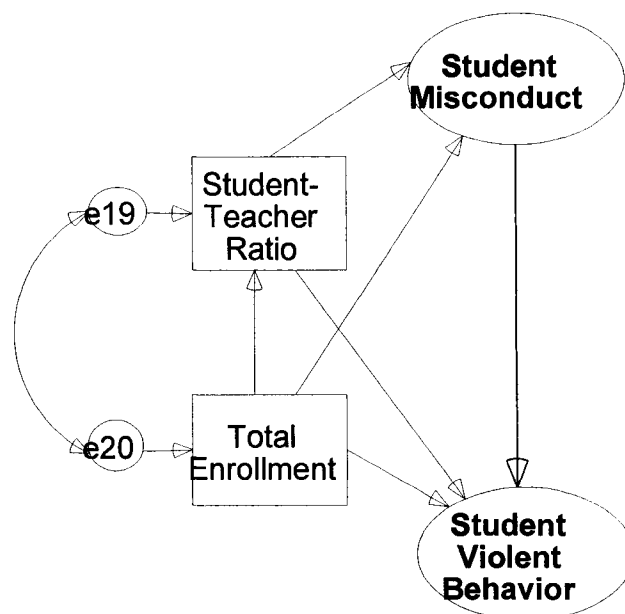 Student
Misconduct
Student-
Teacher
Ratio
e19
Total
Enrollment
e20
Student
Violent
Behavior